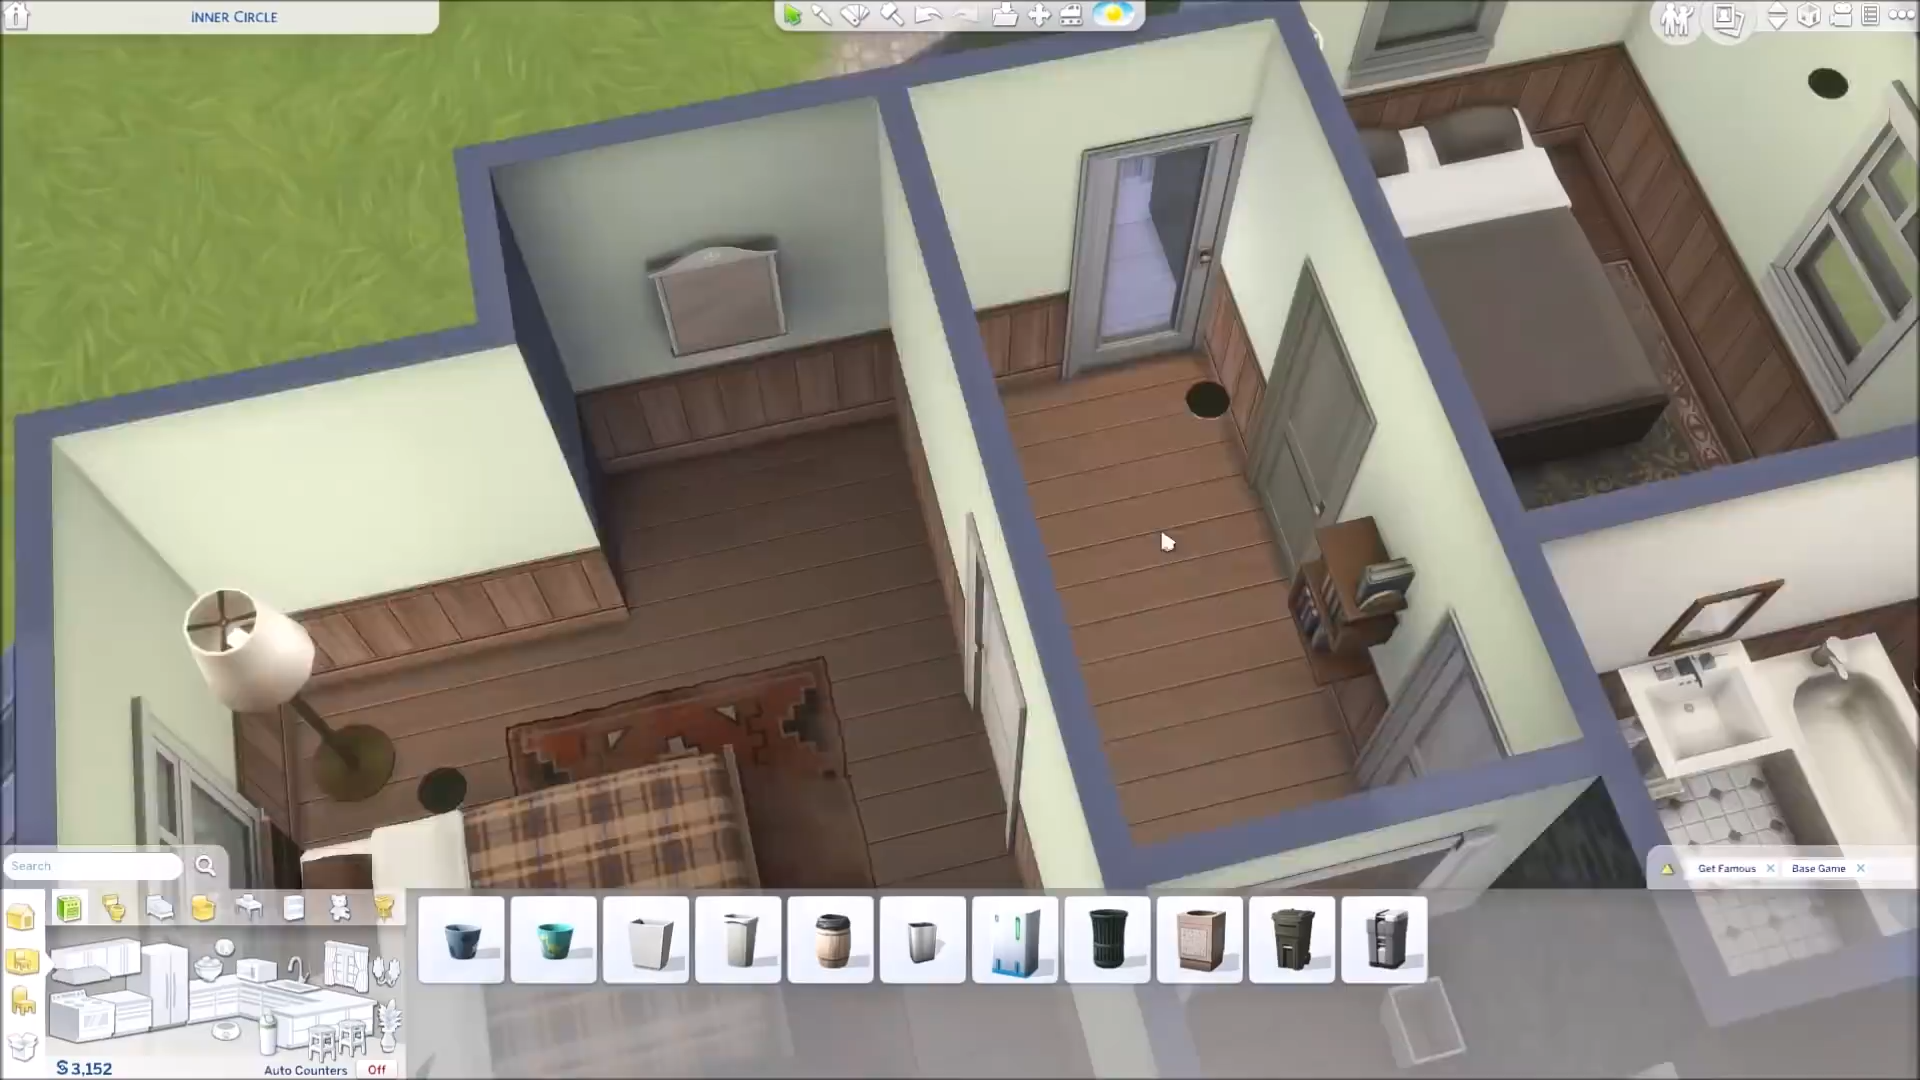 INNER CIRCLE
Search
Get Famous
Base Game
§3,152
Auto Counters
Off